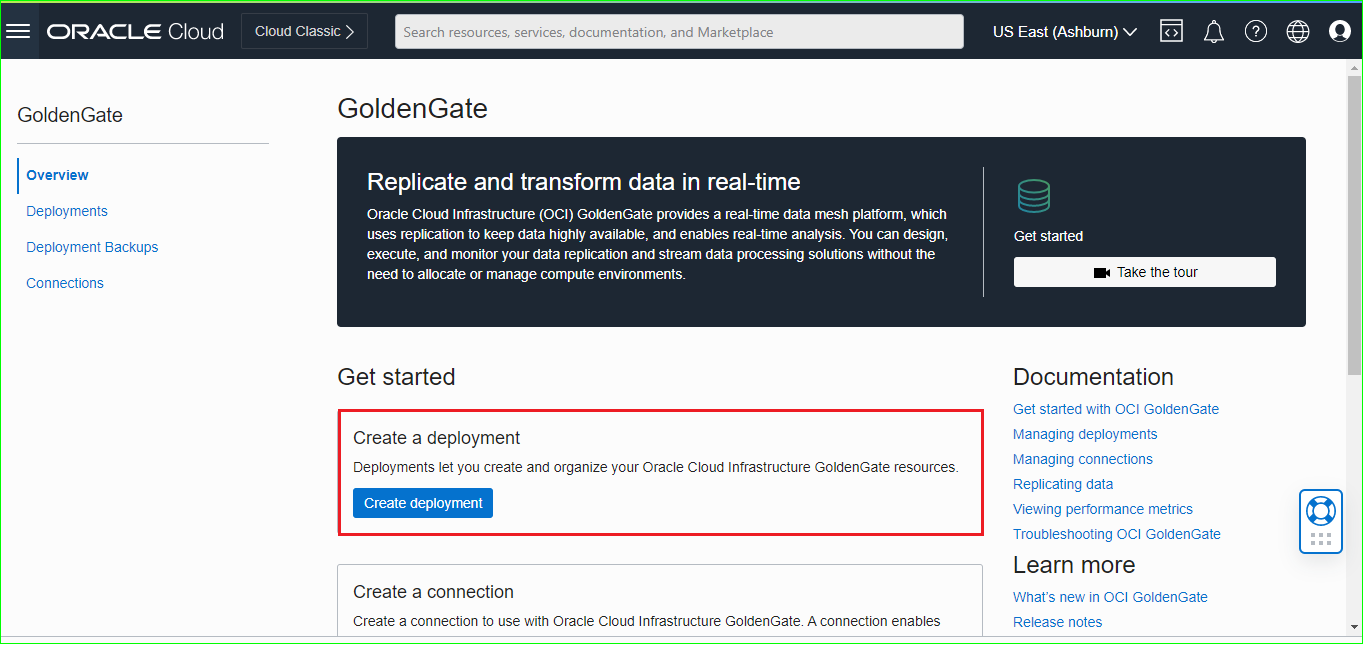 ORACLE Cloud
Cloud Classic
Search resources, services, documentation, and Marketplace
US East (Ashburn)
GoldenGate
Overview
Deployments
Deployment Backups
Connections
GoldenGate
Replicate and transform data in real-time
Oracle Cloud Infrastructure (OCI) GoldenGate provides a real-time data mesh platform, which
uses replication to keep data highly available, and enables real-time analysis. You can design,
execute, and monitor your data replication and stream data processing solutions without the
need to allocate or manage compute environments.
Get started
Take the tour
Get started
Create a deployment
Deployments let you create and organize your Oracle Cloud Infrastructure GoldenGate resources.
Create deployment
Create a connection
Create a connection to use with Oracle Cloud Infrastructure GoldenGate. A connection enables
Documentation
Get started with OCI GoldenGate
Managing deployments
Managing connections
Replicating data
Viewing performance metrics
Troubleshooting OCI GoldenGate
Learn more
What's new in OCI GoldenGate
Release notes